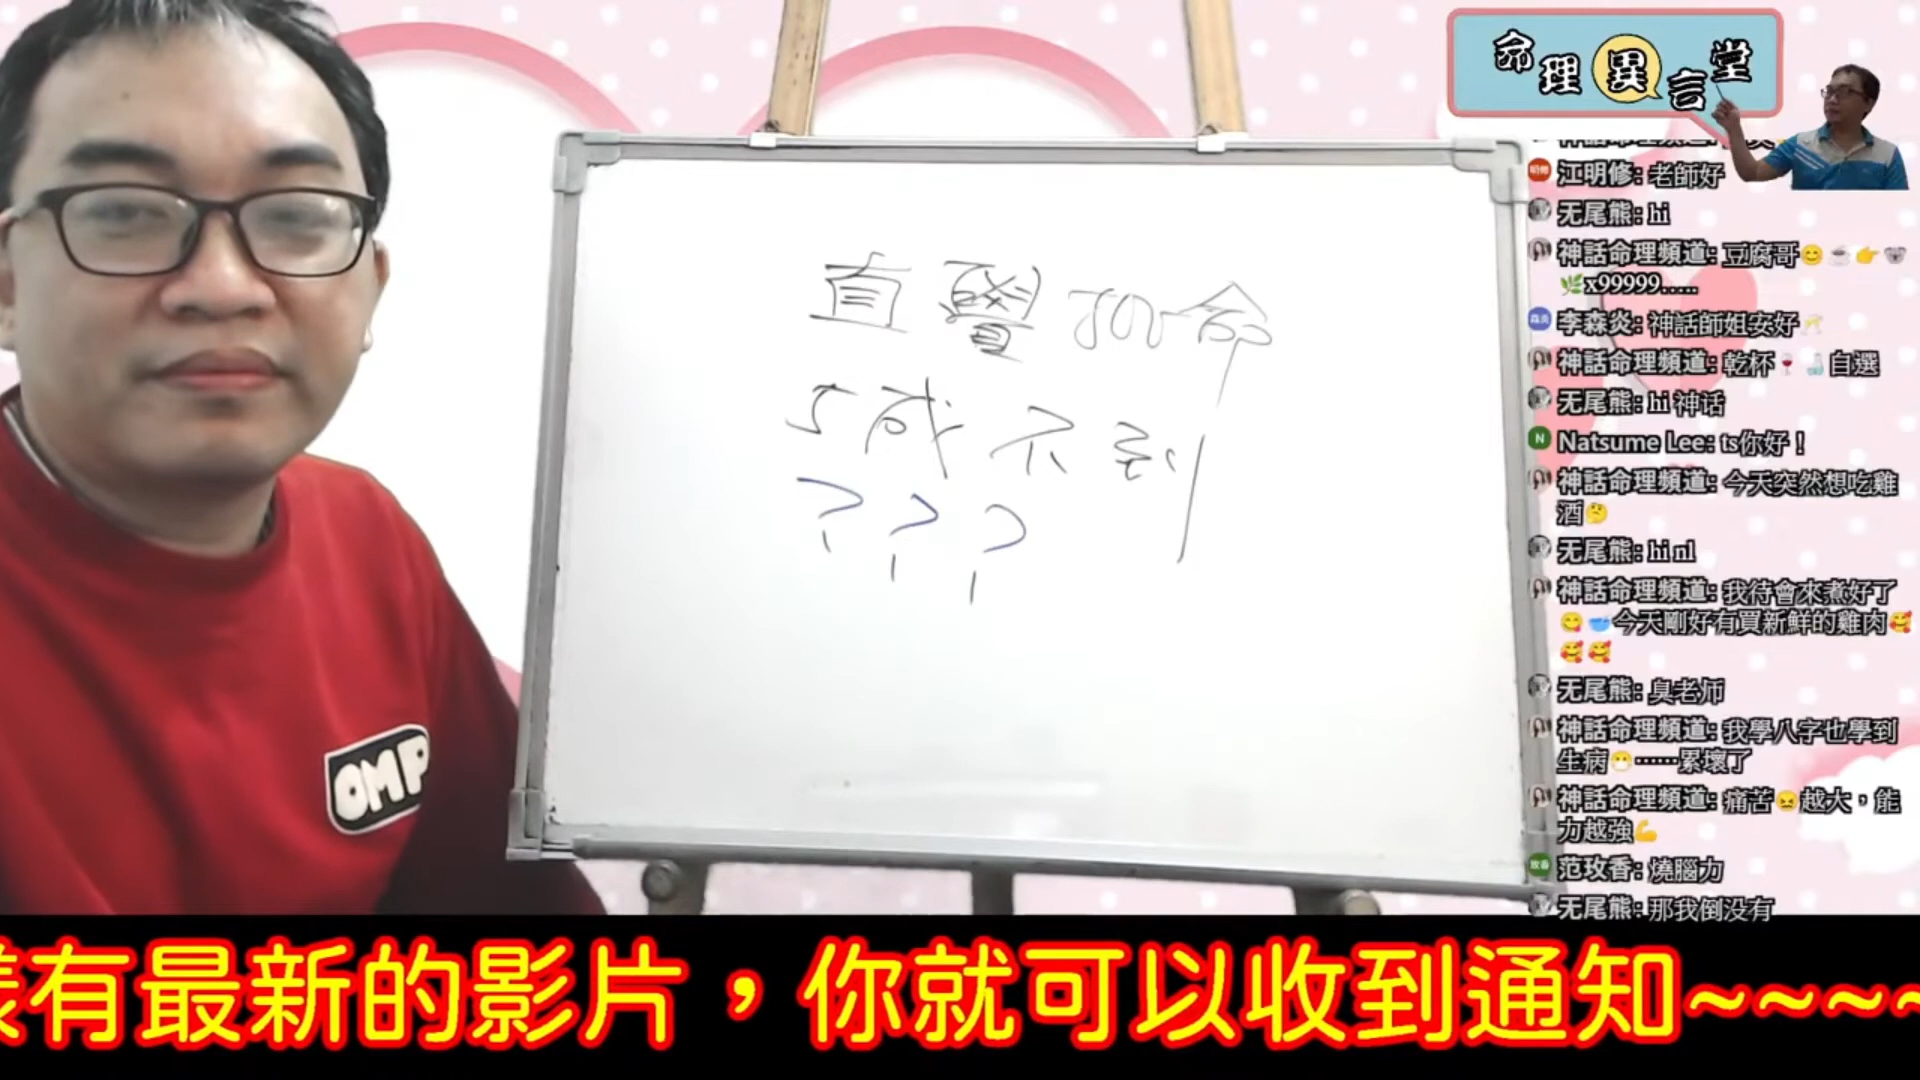 命理異言堂
直覺知命
5成不到
???
OMP
江明修: 老師好
无尾熊: hi
神話命理頻道: 豆腐哥😊☕👉🐨
🌿x99999.....
李森炎: 神話師姐安好🥂
神話命理頻道: 乾杯🍷🍶自選
无尾熊: hi 神话
N Natsume Lee: ts你好！
神話命理頻道: 今天突然想吃雞
酒🤔
无尾熊: hi nl
神話命理頻道: 我待會來煮好了
😋🥣今天剛好有買新鮮的雞肉🥰
🥰🥰
无尾熊: 臭老师
神話命理頻道: 我學八字也學到
生病😷⋯⋯累壞了
神話命理頻道: 痛苦😖越大，能
力越強💪
范玫香: 燒腦力
无尾熊: 那我倒没有
樣有最新的影片，你就可以收到通知~~~~